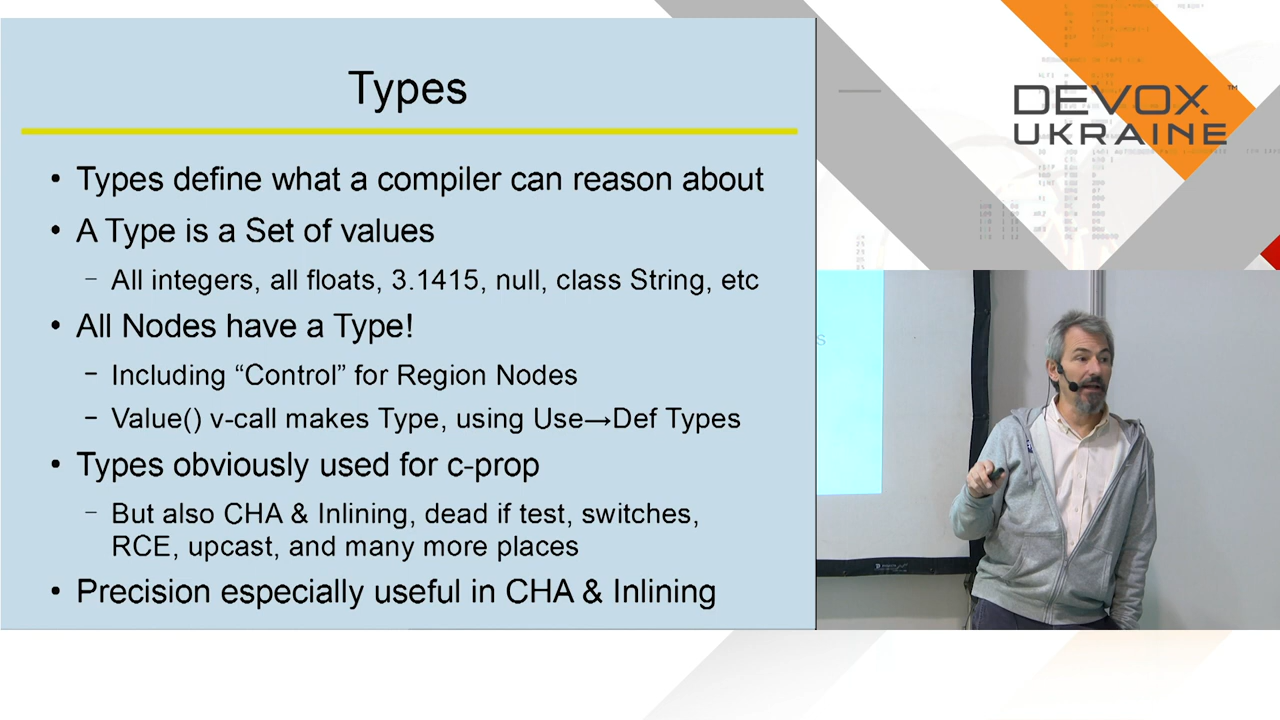 Types
• Types define what a compiler can reason about
• A Type is a Set of values
– All integers, all floats, 3.1415, null, class String, etc
• All Nodes have a Type!
– Including “Control” for Region Nodes
– Value() v-call makes Type, using Use→Def Types
• Types obviously used for c-prop
– But also CHA & Inlining, dead if test, switches,
RCE, upcast, and many more places
• Precision especially useful in CHA & Inlining
DEVOX™
UKRAINE